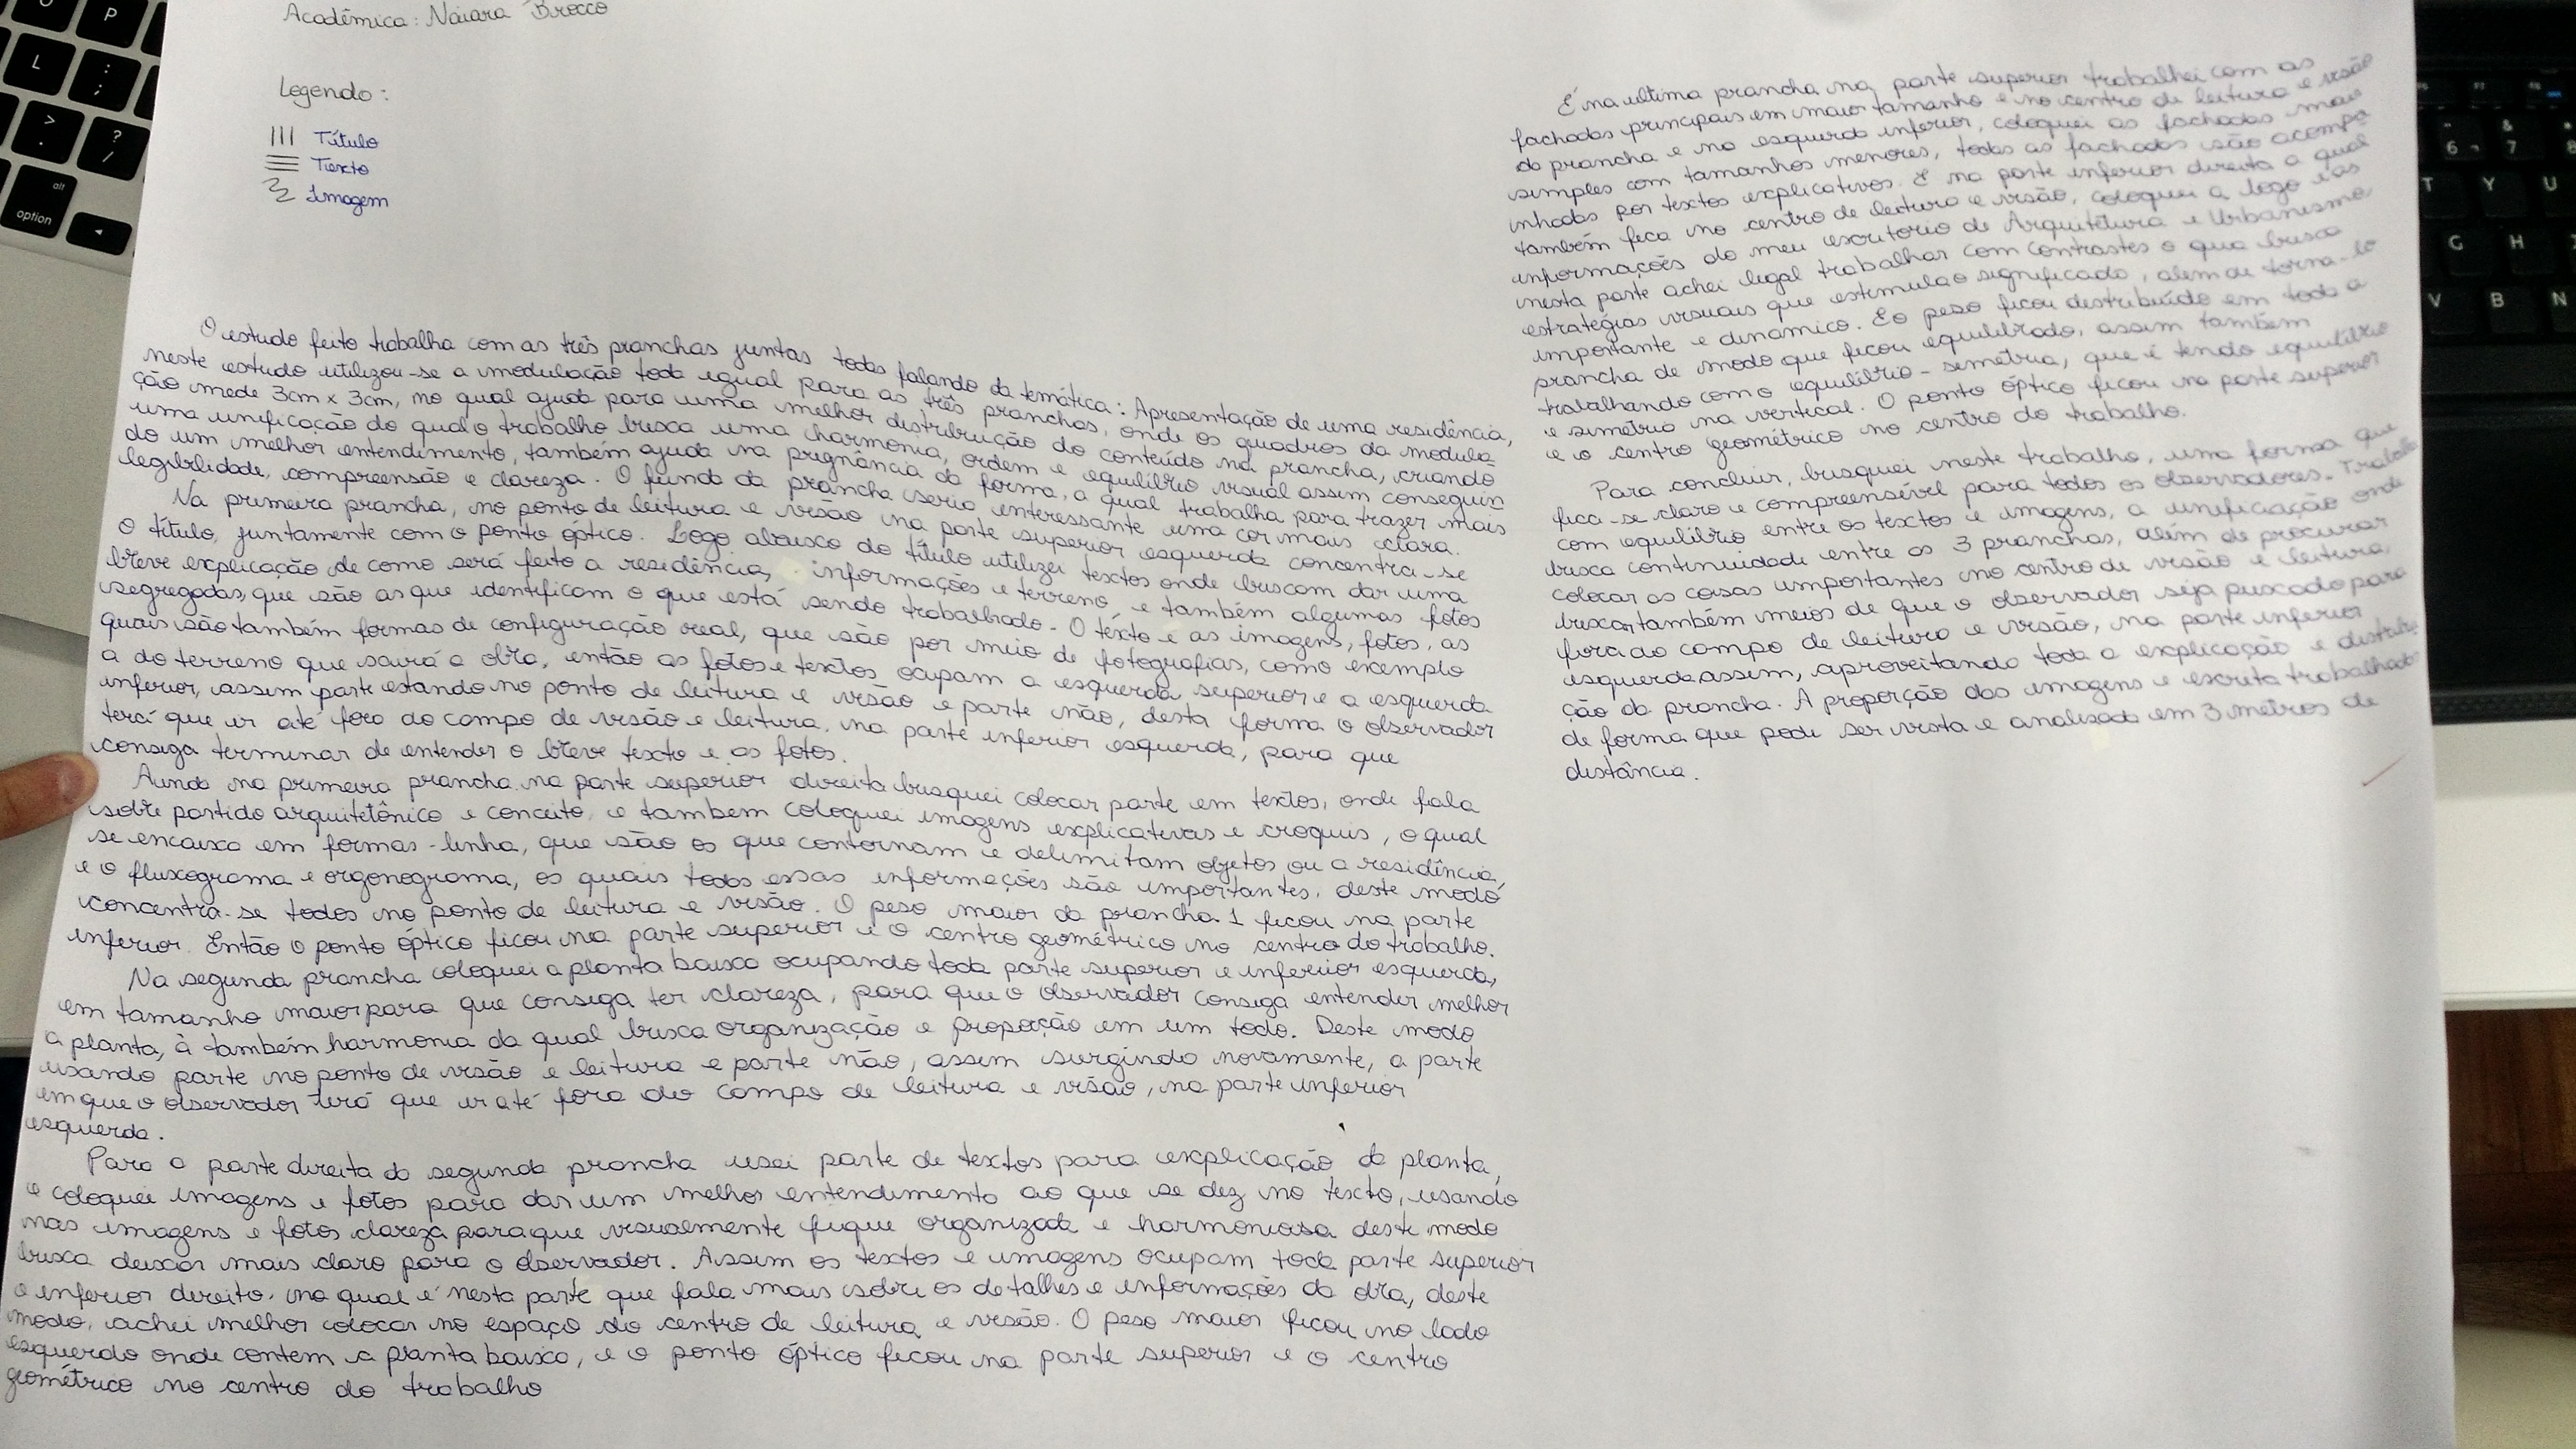 Acadêmica: Naiara Brocco
Legenda:
Título
Texto
Imagem
O estudo feito trabalha com as três pranchas juntas todas falando da temática: Apresentação de uma residência,
neste estudo utilizou-se a modulação toda igual para as três pranchas, onde os quadros da modula-
ção mede 3cm x 3cm, no qual ajuda para uma melhor distribuição do conteúdo na prancha, criando
uma unificação do qual o trabalho busca uma charmonia, ordem e equilíbrio visual assim conseguin
do um melhor entendimento, também ajuda na pregnância da forma, a qual trabalha para trazer mais
legibilidade, compreensão e clareza. O fundo da prancha seria interessante uma cor mais clara.
Na primeira prancha, no ponto de leitura e visão na parte superior esquerda concentra-se
o título, juntamente com o ponto óptico. Logo abaixo do título utilizei textos onde buscam dar uma
breve explicação de como será feito a residência, informações e terreno, e também algumas fotos
segregadas, que são as que identificam o que está sendo trabalhado. O texto e as imagens, fotos, as
quais são também formas de configuração real, que são por meio de fotografias, como exemplo
a do terreno que sairá a obra, então as fotos e textos ocupam a esquerda superior e a esquerda
inferior, assim parte estando no ponto de leitura e visão e parte não, desta forma o observador
terá que ir até fora do campo de visão e leitura, na parte inferior esquerda, para que
consiga terminar de entender o breve texto e as fotos.
Ainda na primeira prancha na parte superior direita busquei colocar parte em textos, onde fala
sobre partido arquitetônico e conceito, e também coloquei imagens explicativas e croquis, o qual
se encaixa em formas-linha, que são os que contornam e delimitam objetos ou a residência
e o fluxograma e orgonograma, os quais todas essas informações são importantes, deste modo
concentra-se todos no ponto de leitura e visão. O peso maior da prancha 1 ficou na parte
inferior. Então o ponto óptico ficou na parte superior e o centro geométrico no centro do trabalho.
Na segunda prancha coloquei a planta baixa ocupando toda parte superior e inferior esquerda,
em tamanho maior para que consiga ter clareza, para que o observador consiga entender melhor
a planta, à também harmonia da qual busca organização e proporção em um todo. Deste modo
usando parte no ponto de visão e leitura e parte não, assim surgindo novamente, a parte
em que o observador terá que ir até fora do campo de leitura e visão, na parte inferior
esquerda.
Para a parte direita da segunda prancha usei parte de textos para explicação da planta,
e coloquei imagens e fotos para dar um melhor entendimento ao que se dez no texto, usando
nas imagens e fotos clareza para que visualmente fique organizada e harmoniosa deste modo
busca deixar mais claro para o observador. Assim os textos e imagens ocupam toda parte superior
e inferior direito, na qual é nesta parte que fala mais sobre os detalhes e informações da obra, deste
modo, achei melhor colocar no espaço do centro de leitura e visão. O peso maior ficou no lado
esquerdo onde contem a planta baixa, e o ponto óptico ficou na parte superior e o centro
geométrico no centro do trabalho
E na ultima prancha na parte superior trabalhei com as
fachadas principais em maior tamanho e no centro de leitura e visão
da prancha e na esquerda inferior, coloquei as fachadas mais
simples com tamanhos menores, todas as fachadas são acompa
inhadas por textos explicativos. E na parte inferior direita a qual
também fica no centro de leitura e visão, coloquei a logo e as
informações do meu escritorio de Arquitetura e Urbanismo,
nesta parte achei legal trabalhar com contrastes o qual busca
estratégias visuais que estimula o significado, alem de torna-lo
importante e dinamico. E o peso ficou distribuído em toda a
prancha de modo que ficou equilibrado, assim também
trabalhando com o equilíbrio-simetria, que é tendo equilíbrio
e simetria na vertical. O ponto óptico ficou na parte superior
e o centro geométrico no centro do trabalho.
Para concluir, busquei neste trabalho, uma forma que
fica-se claro e compreensível para todos os observadores. Trabalha
com equilíbrio entre os textos e imagens, a unificiação onde
busca continuidade entre as 3 pranchas, além de procurar
colocar as coisas importantes no centro de visão e leitura,
buscar também meios de que o observador seja puscado para
fora do campo de leitura e visão, na parte inferior
esquerda assim, aproveitando toda a explicação e distribui
ção da prancha. A proporção das imagens e escrita trabalhada
de forma que pode ser vista e analisada em 3 metros de
distância.